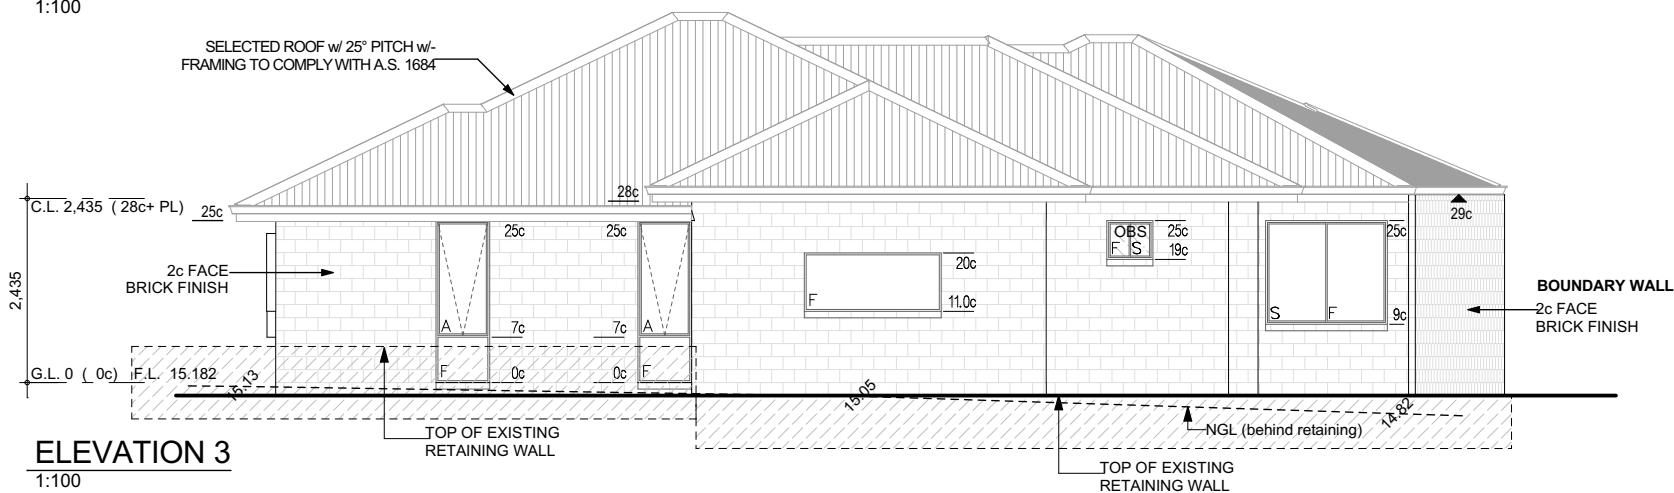 1:100
SELECTED ROOF w/ 25° PITCH w/-
FRAMING TO COMPLY WITH A.S. 1684
28c
C.L. 2,435 ( 28c+ PL)
25c
29c
25c
25c
OBS
25c
25c
F S
19c
2c FACE
BRICK FINISH
20c
BOUNDARY WALL
2c FACE
BRICK FINISH
2,435
F
11.0c
S
F
9c
A
7c
7c
A
G.L. 0 ( 0c)
F.L. 15.182
F
0c
0c
F
15.13
15.05
14.82
TOP OF EXISTING
RETAINING WALL
NGL (behind retaining)
ELEVATION 3
1:100
TOP OF EXISTING
RETAINING WALL